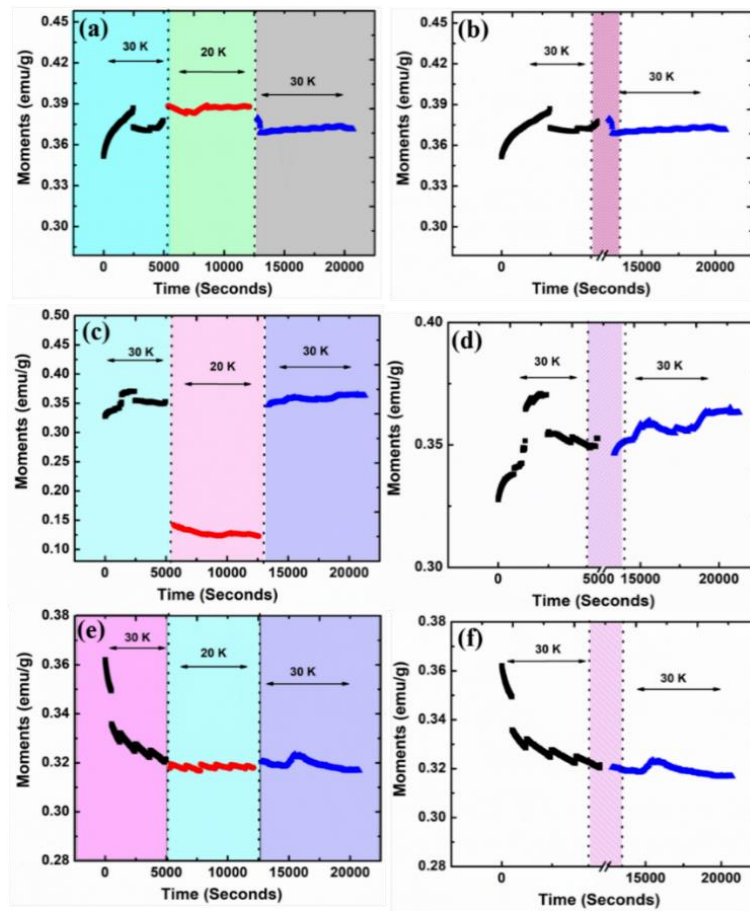 (a)
30 K
20 K
30 K
0.45
0.42
0.39
0.36
0.33
0.30
Moments (emu/g)
0 5000 10000 15000 20000
Time (Seconds)
(b)
30 K
30 K
0.45
0.42
0.39
0.36
0.33
0.30
Moments (emu/g)
0 15000 20000
Time (Seconds)
(c)
30 K
20 K
30 K
0.50
0.45
0.40
0.35
0.30
0.15
0.10
Moments (emu/g)
0 5000 10000 15000 20000
Time (Seconds)
(d)
30 K
30 K
0.40
0.35
0.30
Moments (emu/g)
0 5000 15000 20000
Time (Seconds)
(e)
30 K
20 K
30 K
0.38
0.36
0.34
0.32
0.30
0.28
Moments (emu/g)
0 5000 10000 15000 20000
Time (Seconds)
(f)
30 K
30 K
0.38
0.36
0.34
0.32
0.30
0.28
Moments (emu/g)
0 15000 20000
Time (Seconds)